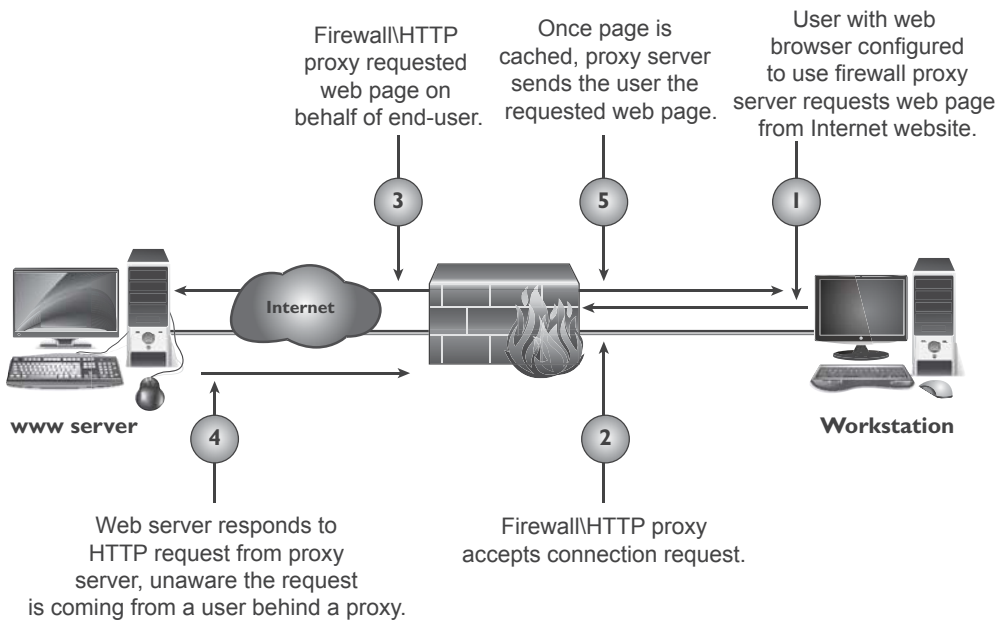 Firewall\HTTP
proxy requested
web page on
behalf of end-user.
Once page is
cached, proxy server
sends the user the
requested web page.
User with web
browser configured
to use firewall proxy
server requests web page
from Internet website.
3
5
1
Internet
www server
4
2
Workstation
Web server responds to
HTTP request from proxy
server, unaware the request
is coming from a user behind a proxy.
Firewall\HTTP proxy
accepts connection request.